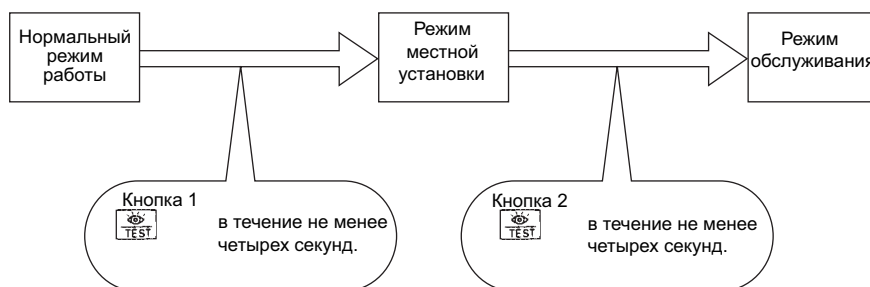 Нормальный
режим
работы
Режим
местной
установки
Режим
обслуживания
Кнопка 1
TEST
в течение не менее
четырех секунд.
Кнопка 2
TEST
в течение не менее
четырех секунд.